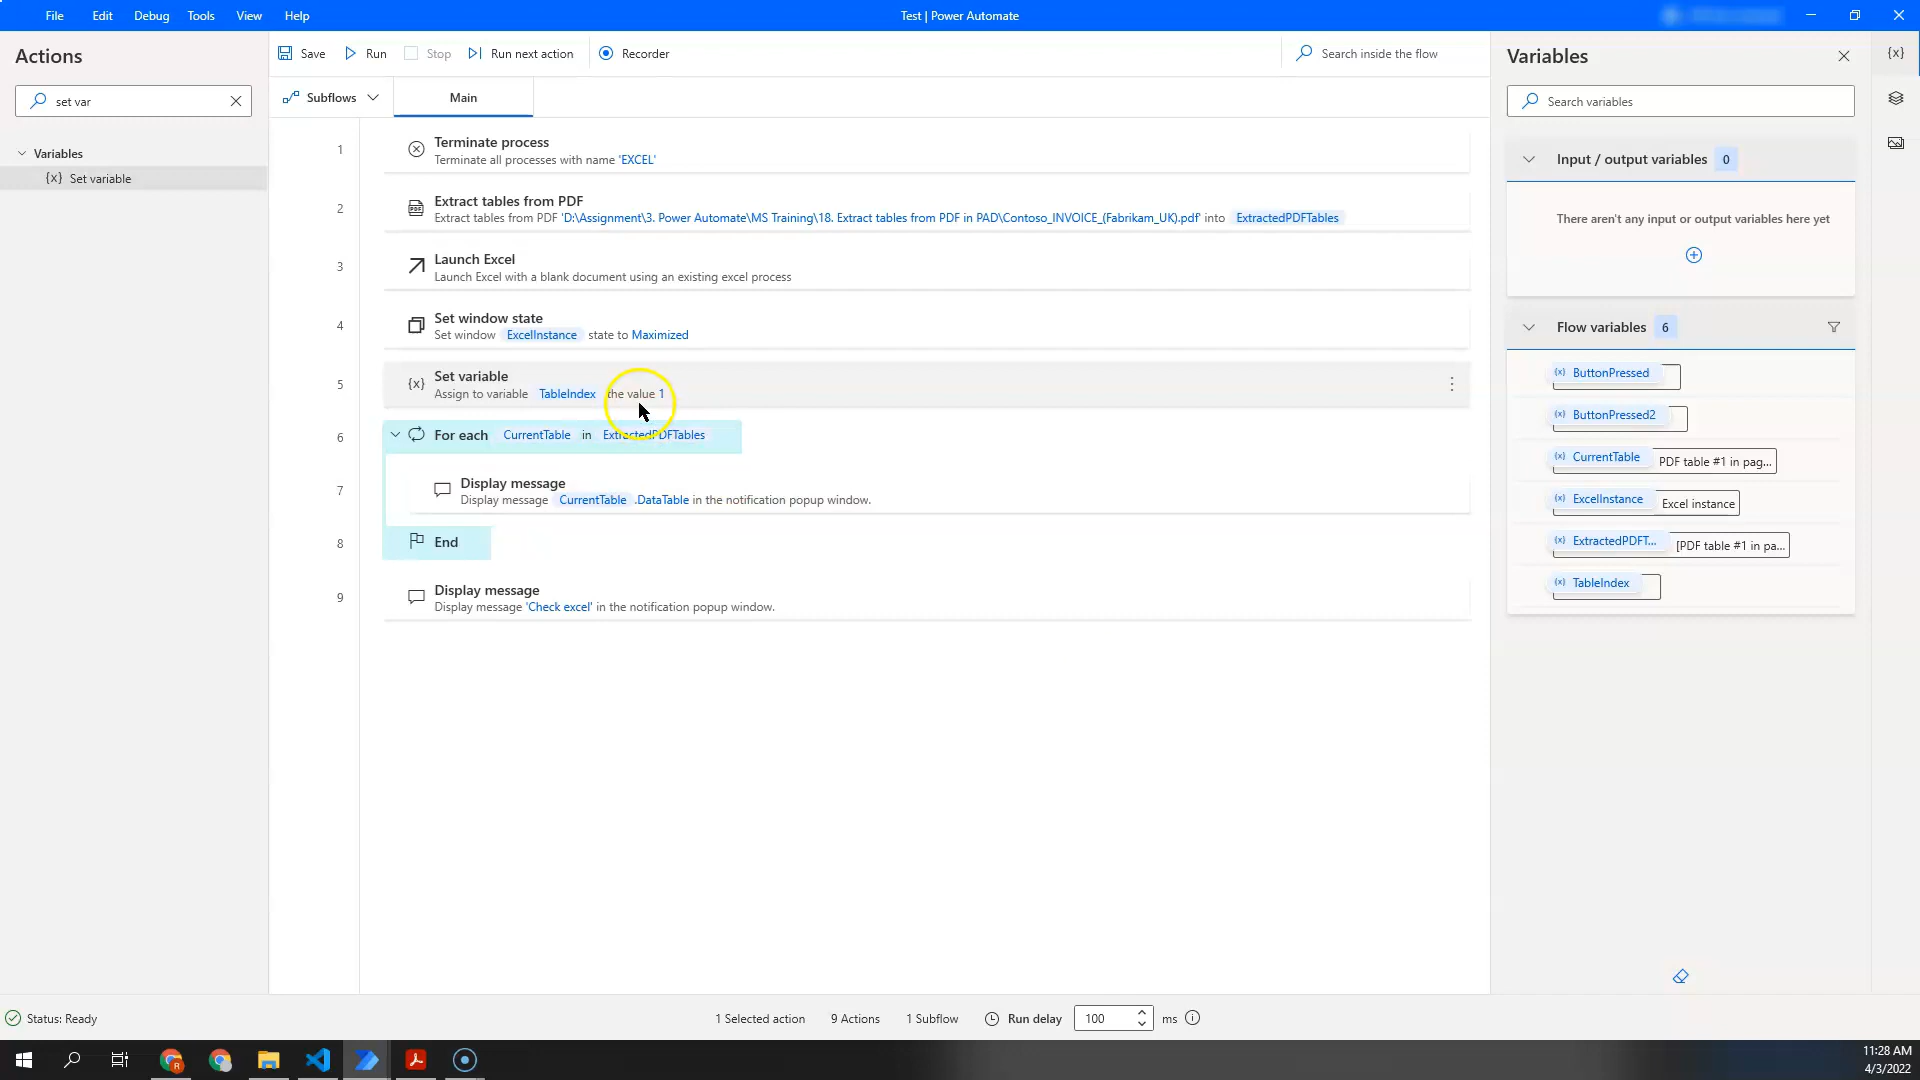 File Edit Debug Tools View Help
Test | Power Automate
Actions
set var
Variables
{x} Set variable
Save Run Stop Run next action Recorder
Search inside the flow
Subflows Main
1 Terminate process
Terminate all processes with name 'EXCEL'
2 Extract tables from PDF
Extract tables from PDF 'D:\Assignment\3. Power Automate\MS Training\18. Extract tables from PDF in PAD\Contoso_INVOICE_(Fabrikam_UK).pdf' into ExtractedPDFTables
3 Launch Excel
Launch Excel with a blank document using an existing excel process
4 Set window state
Set window ExcelInstance state to Maximized
5 {x} Set variable
Assign to variable TableIndex the value 1
6 For each CurrentTable in ExtractedPDFTables
7 Display message
Display message CurrentTable .DataTable in the notification popup window.
8 End
9 Display message
Display message 'Check excel' in the notification popup window.
Variables
{x}
Search variables
Input / output variables 0
There aren't any input or output variables here yet
Flow variables 6
(x) ButtonPressed
(x) ButtonPressed2
(x) CurrentTable PDF table #1 in pag...
(x) ExcelInstance Excel instance
(x) ExtractedPDFT... [PDF table #1 in pa...
(x) TableIndex
Status: Ready
1 Selected action 9 Actions 1 Subflow Run delay 100 ms
11:28 AM
4/3/2022